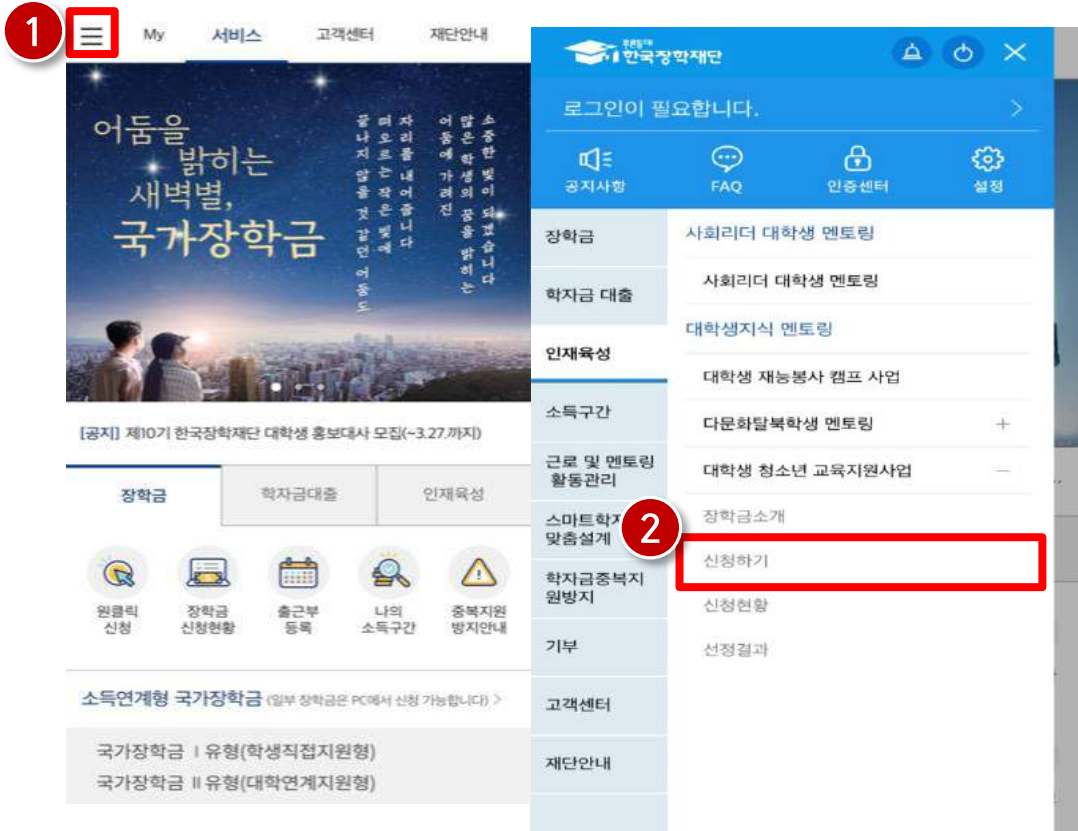 1
My 서비스 고객센터 재단안내
어둠을
밝히는
새벽별,
국가장학금
소중한 빛이 되겠습니다
많은 학생의 꿈을 밝히는
어둠에 가려진
자리를 내어줍니다
떠오르는 작은 빛에
끝나지 않을 것 같던 어둠도
[공지] 제10기 한국장학재단 대학생 홍보대사 모집(~3.27.까지)
장학금 학자금대출 인재육성
원클릭
신청
장학금
신청현황
출근부
등록
나의
소득구간
중복지원
방지안내
소득연계형 국가장학금 (일부 장학금은 PC에서 신청 가능합니다) >
국가장학금 Ⅰ유형(학생직접지원형)
국가장학금 Ⅱ유형(대학연계지원형)
푸른등대
한국장학재단
로그인이 필요합니다. >
공지사항 FAQ 인증센터 설정
장학금
학자금 대출
인재육성
소득구간
근로 및 멘토링
활동관리
스마트학자
맞춤설계
학자금중복지
원방지
기부
고객센터
재단안내
사회리더 대학생 멘토링
사회리더 대학생 멘토링
대학생지식 멘토링
대학생 재능봉사 캠프 사업
다문화탈북학생 멘토링 +
대학생 청소년 교육지원사업 −
장학금소개
2
신청하기
신청현황
선정결과